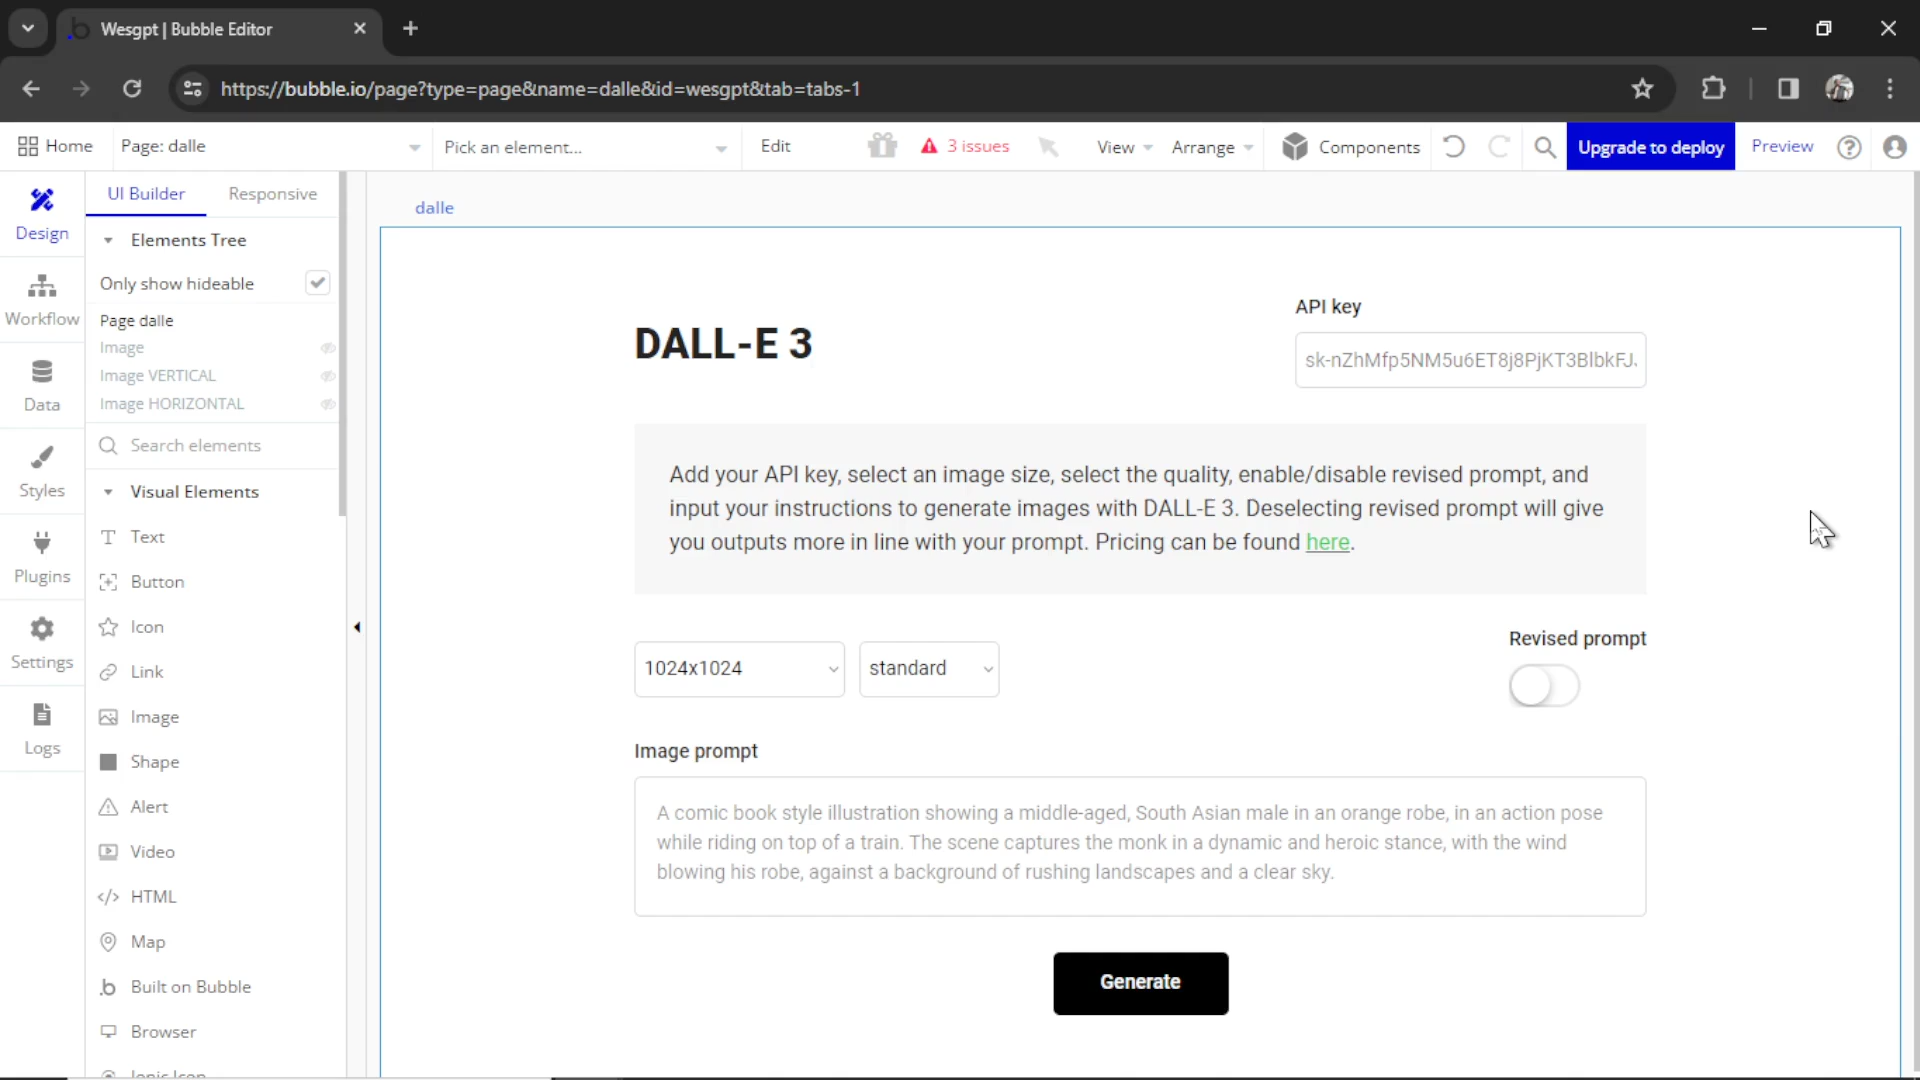 Wesgpt | Bubble Editor
https://bubble.io/page?type=page&name=dalle&id=wesgpt&tab=tabs-1
Home
Page: dalle
Pick an element...
Edit
3 issues
View
Arrange
Components
Upgrade to deploy
Preview
UI Builder
Responsive
Design
Workflow
Data
Styles
Plugins
Settings
Logs
Elements Tree
Only show hideable
Page dalle
Image
Image VERTICAL
Image HORIZONTAL
Search elements
Visual Elements
Text
Button
Icon
Link
Image
Shape
Alert
Video
HTML
Map
Built on Bubble
Browser
Ionic Icon
dalle
DALL-E 3
API key
sk-nZhMfp5NM5u6ET8j8PjKT3BlbkFJ
Add your API key, select an image size, select the quality, enable/disable revised prompt, and
input your instructions to generate images with DALL-E 3. Deselecting revised prompt will give
you outputs more in line with your prompt. Pricing can be found here.
1024x1024
standard
Revised prompt
Image prompt
A comic book style illustration showing a middle-aged, South Asian male in an orange robe, in an action pose
while riding on top of a train. The scene captures the monk in a dynamic and heroic stance, with the wind
blowing his robe, against a background of rushing landscapes and a clear sky.
Generate